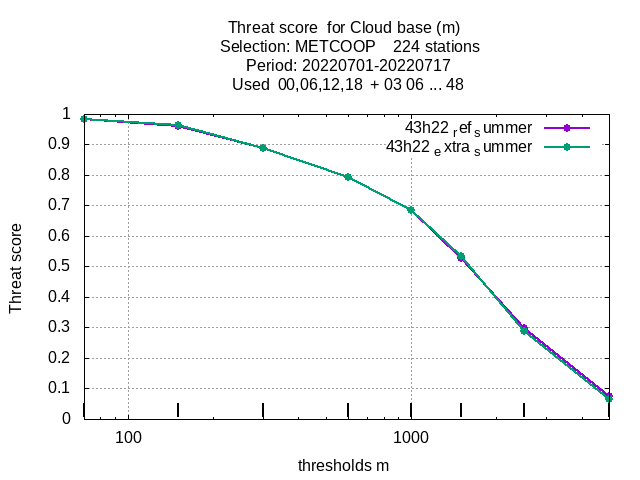 Threat score  for Cloud base (m)
Selection: METCOOP    224 stations
Period: 20220701-20220717
Used  00,06,12,18  + 03 06 ... 48
43h22 ref summer
43h22 extra summer
1
0.9
0.8
0.7
0.6
0.5
0.4
0.3
0.2
0.1
0
Threat score
100
1000
thresholds m